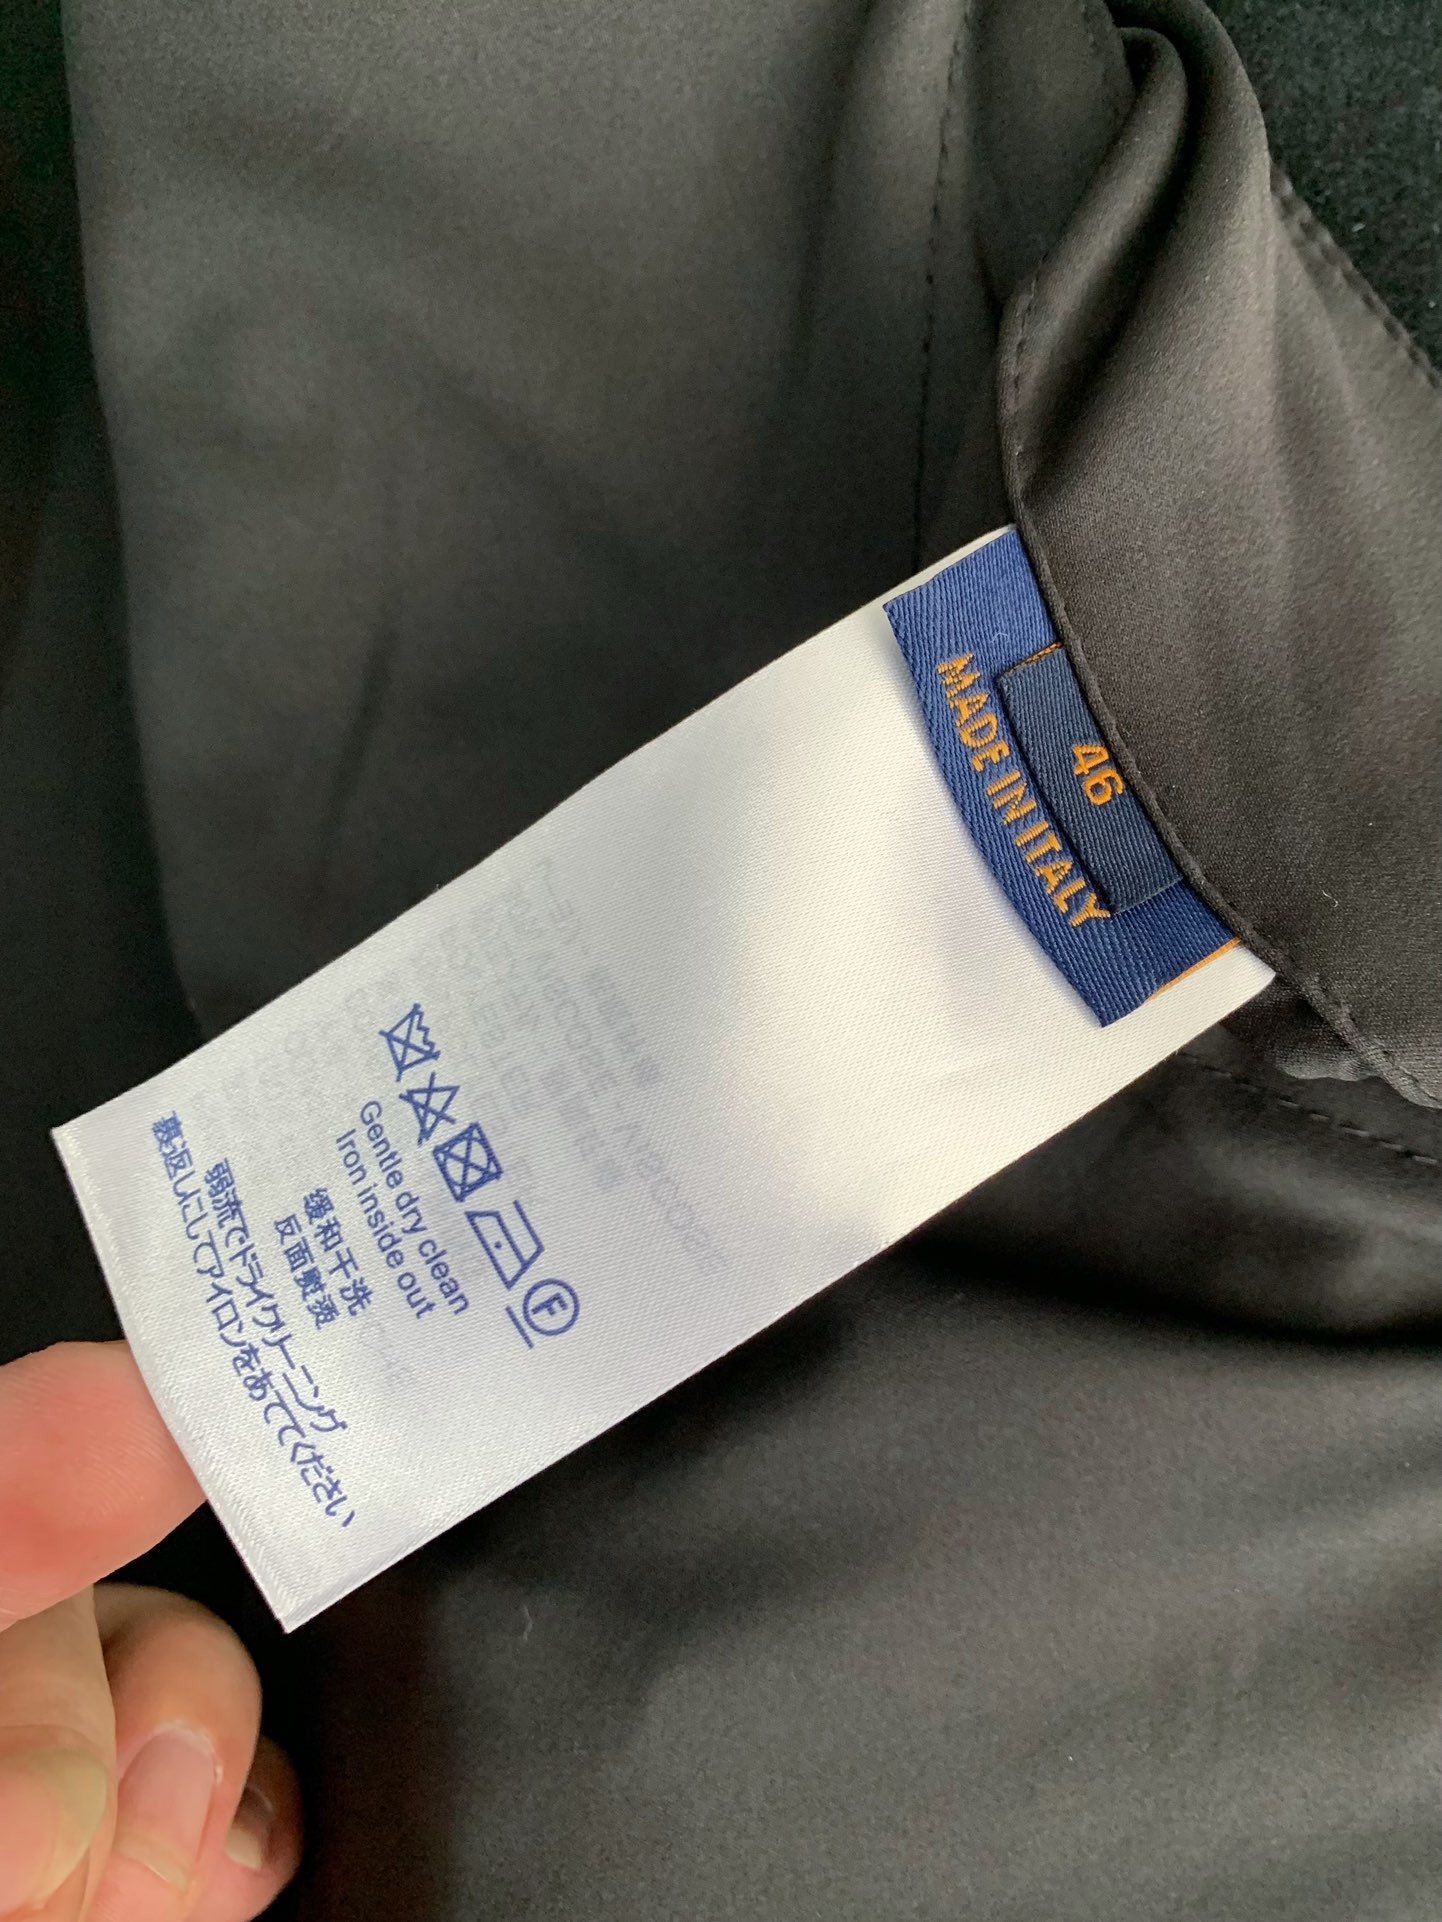 46
MADE IN ITALY
F
Gentle dry clean
Iron inside out
缓和干洗
反面熨烫
弱流でドライクリーニング
裏返しにしてアイロンをあててください